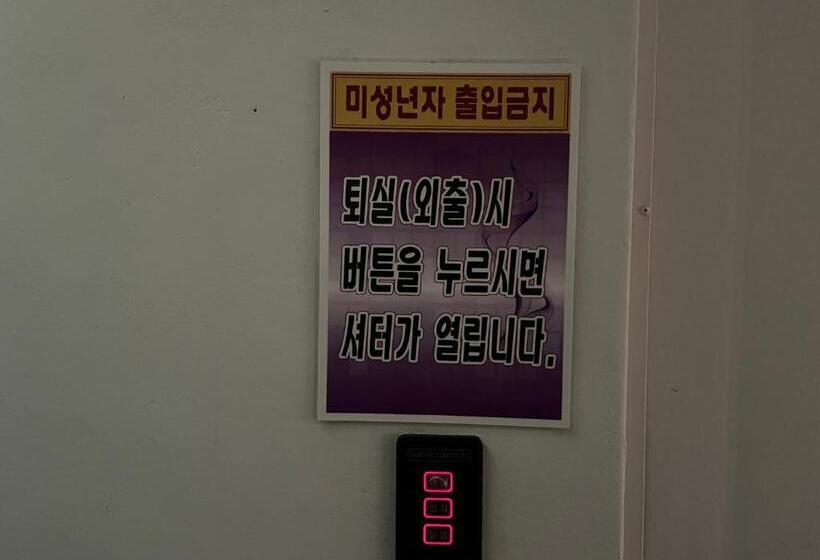 미성년자 출입금지
퇴실(외출)시
버튼을 누르시면
셔터가 열립니다.